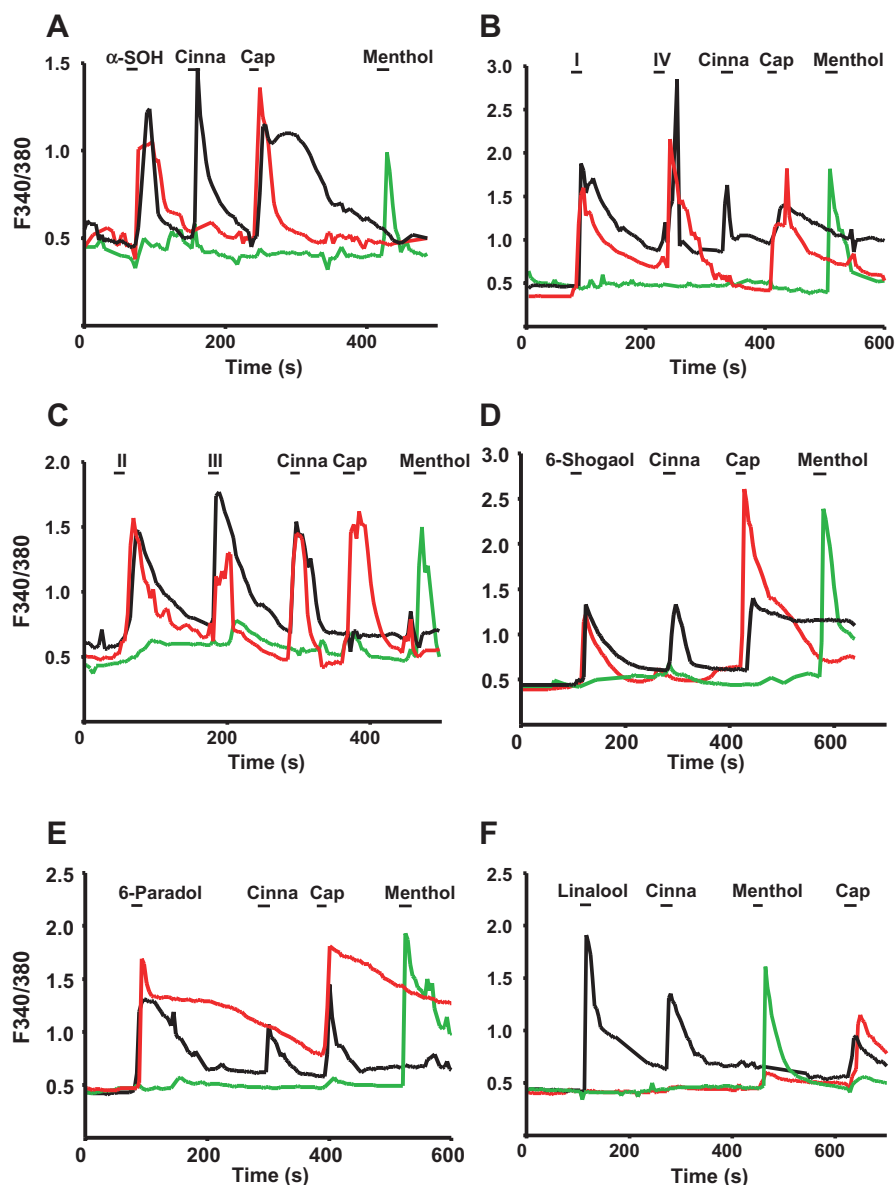 A
α-SOH Cinna Cap Menthol
1.5
1.0
0.5
0
0 200 400
F340/380
Time (s)
B
I IV Cinna Cap Menthol
3.0
2.5
2.0
1.5
1.0
0.5
0 200 400 600
Time (s)
C
II III Cinna Cap Menthol
2.0
1.5
1.0
0.5
0
0 200 400
F340/380
Time (s)
D
6-Shogaol Cinna Cap Menthol
3.0
2.5
2.0
1.5
1.0
0.5
0 200 400 600
Time (s)
E
6-Paradol Cinna Cap Menthol
2.5
2.0
1.5
1.0
0.5
0
0 200 400 600
F340/380
Time (s)
F
Linalool Cinna Menthol Cap
2.5
2.0
1.5
1.0
0.5
0
0 200 400 600
Time (s)